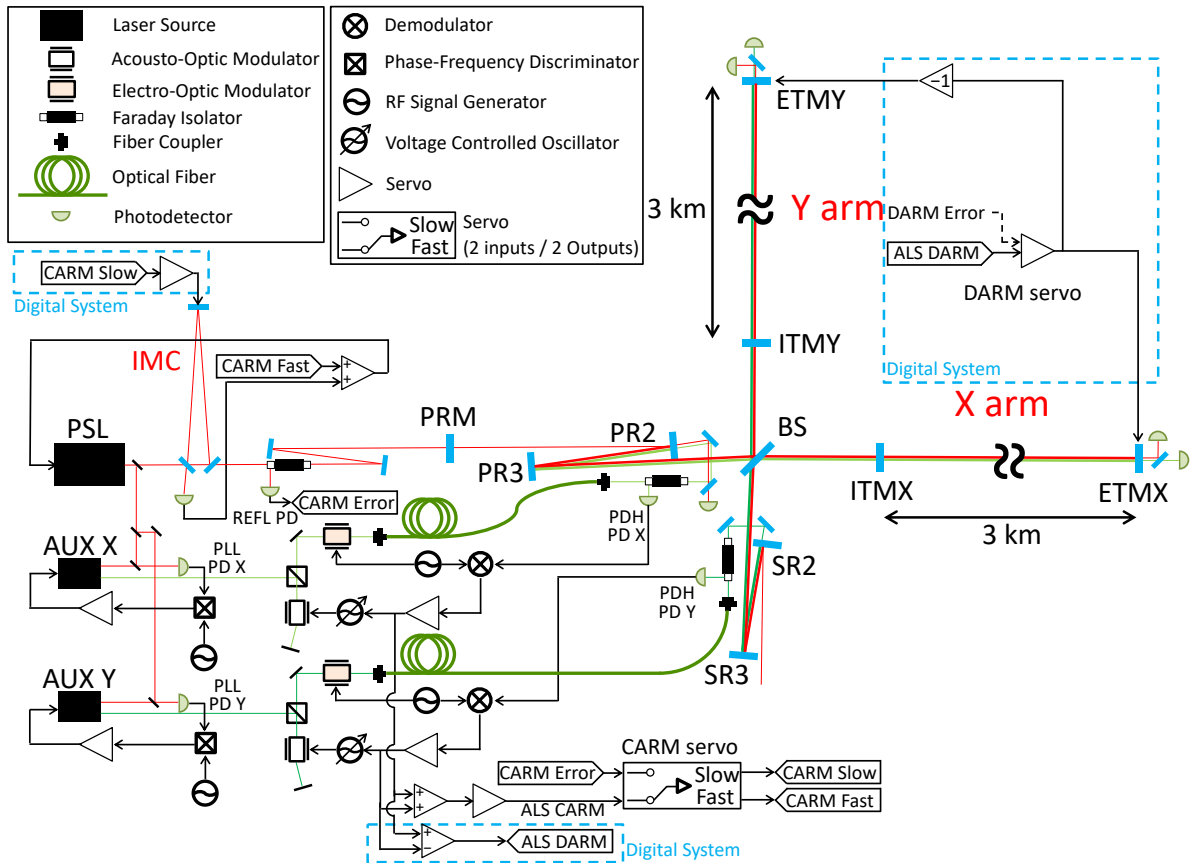 Laser Source
Acousto-Optic Modulator
Electro-Optic Modulator
Faraday Isolator
Fiber Coupler
Optical Fiber
Photodetector
Demodulator
Phase-Frequency Discriminator
RF Signal Generator
Voltage Controlled Oscillator
Servo
Slow
Fast
Servo
(2 inputs / 2 Outputs)
ETMY
−1
3 km
Y arm
DARM Error
ALS DARM
DARM servo
Digital System
CARM Slow
Digital System
IMC
CARM Fast
+
+
ITMY
X arm
PSL
PRM
PR2
PR3
BS
ITMX
ETMX
3 km
REFL PD
CARM Error
PDH
PD X
AUX X
PLL
PD X
SR2
PDH
PD Y
SR3
AUX Y
PLL
PD Y
CARM servo
CARM Error
Slow
Fast
CARM Slow
CARM Fast
+
+
ALS CARM
+
−
ALS DARM
Digital System